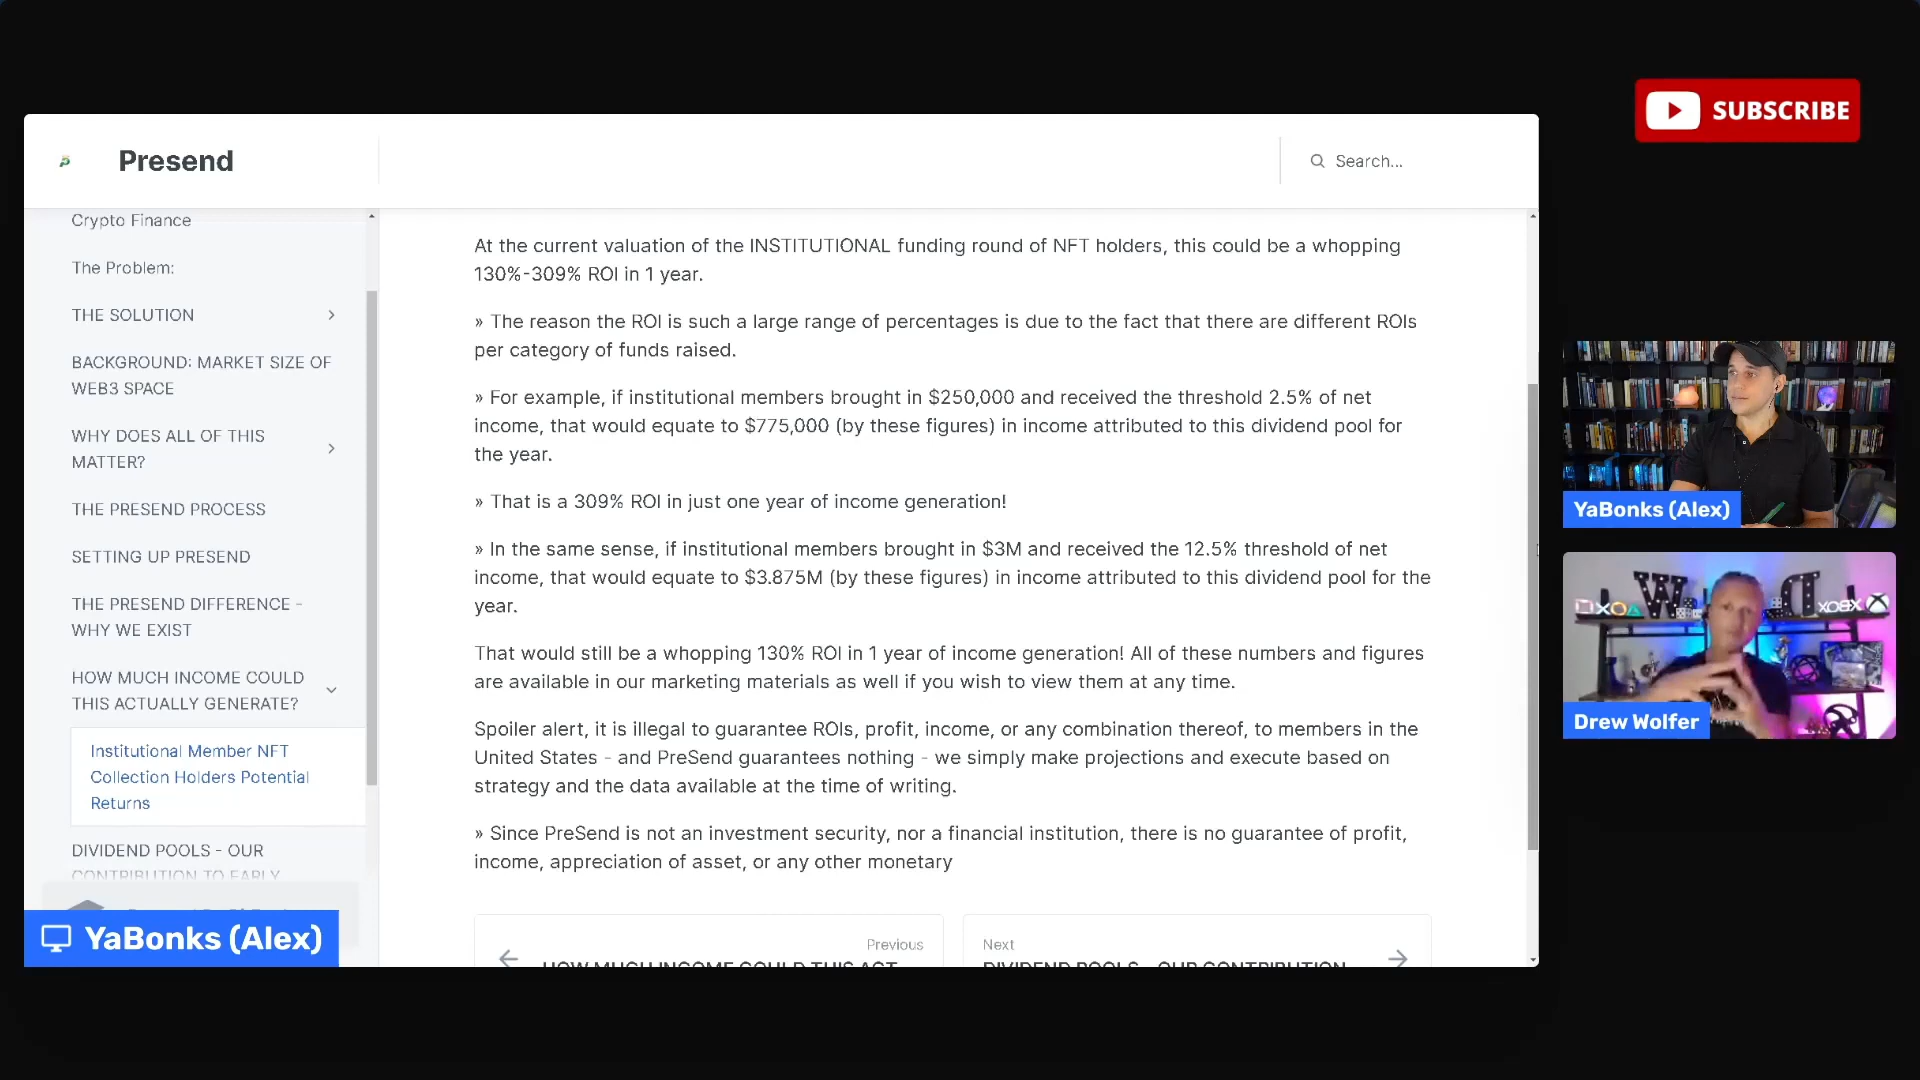 SUBSCRIBE
Presend
Search...
Crypto Finance
The Problem:
THE SOLUTION
BACKGROUND: MARKET SIZE OF
WEB3 SPACE
WHY DOES ALL OF THIS
MATTER?
THE PRESEND PROCESS
SETTING UP PRESEND
THE PRESEND DIFFERENCE -
WHY WE EXIST
HOW MUCH INCOME COULD
THIS ACTUALLY GENERATE?
Institutional Member NFT
Collection Holders Potential
Returns
DIVIDEND POOLS - OUR
CONTRIBUTION TO EARLY
YaBonks (Alex)
At the current valuation of the INSTITUTIONAL funding round of NFT holders, this could be a whopping
130%-309% ROI in 1 year.
» The reason the ROI is such a large range of percentages is due to the fact that there are different ROIs
per category of funds raised.
» For example, if institutional members brought in $250,000 and received the threshold 2.5% of net
income, that would equate to $775,000 (by these figures) in income attributed to this dividend pool for
the year.
» That is a 309% ROI in just one year of income generation!
» In the same sense, if institutional members brought in $3M and received the 12.5% threshold of net
income, that would equate to $3.875M (by these figures) in income attributed to this dividend pool for the
year.
That would still be a whopping 130% ROI in 1 year of income generation! All of these numbers and figures
are available in our marketing materials as well if you wish to view them at any time.
Spoiler alert, it is illegal to guarantee ROIs, profit, income, or any combination thereof, to members in the
United States - and PreSend guarantees nothing - we simply make projections and execute based on
strategy and the data available at the time of writing.
» Since PreSend is not an investment security, nor a financial institution, there is no guarantee of profit,
income, appreciation of asset, or any other monetary
Previous
HOW MUCH INCOME COULD THIS ACT
Next
DIVIDEND POOLS - OUR CONTRIBUTION
YaBonks (Alex)
W D
XBOX
Drew Wolfer